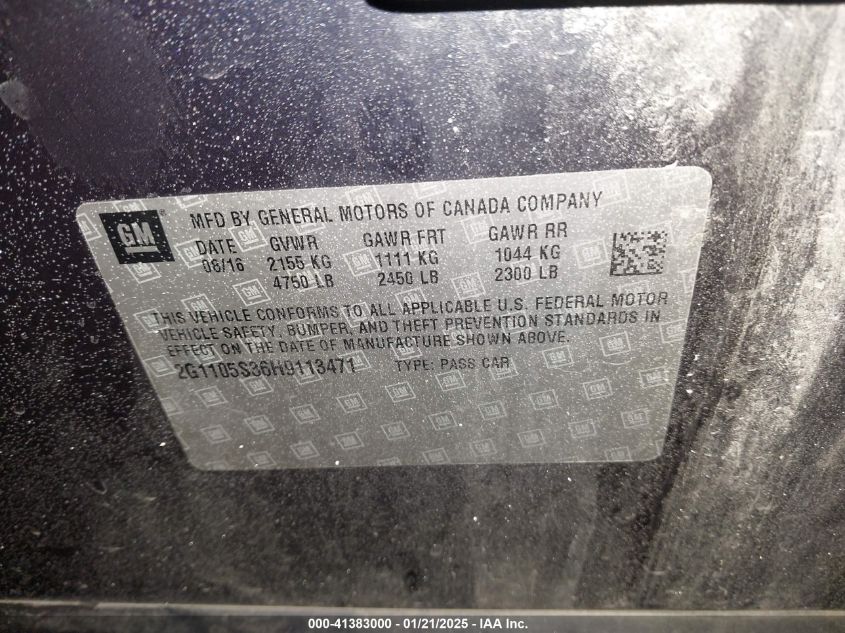 GM
MFD BY GENERAL MOTORS OF CANADA COMPANY
DATE GVWR GAWR FRT GAWR RR
06/16 2155 KG 1111 KG 1044 KG
4750 LB 2450 LB 2300 LB
THIS VEHICLE CONFORMS TO ALL APPLICABLE U.S. FEDERAL MOTOR
VEHICLE SAFETY, BUMPER, AND THEFT PREVENTION STANDARDS IN
EFFECT ON THE DATE OF MANUFACTURE SHOWN ABOVE.
2G1105S36H9113471 TYPE: PASS CAR
000-41383000 - 01/21/2025 - IAA Inc.